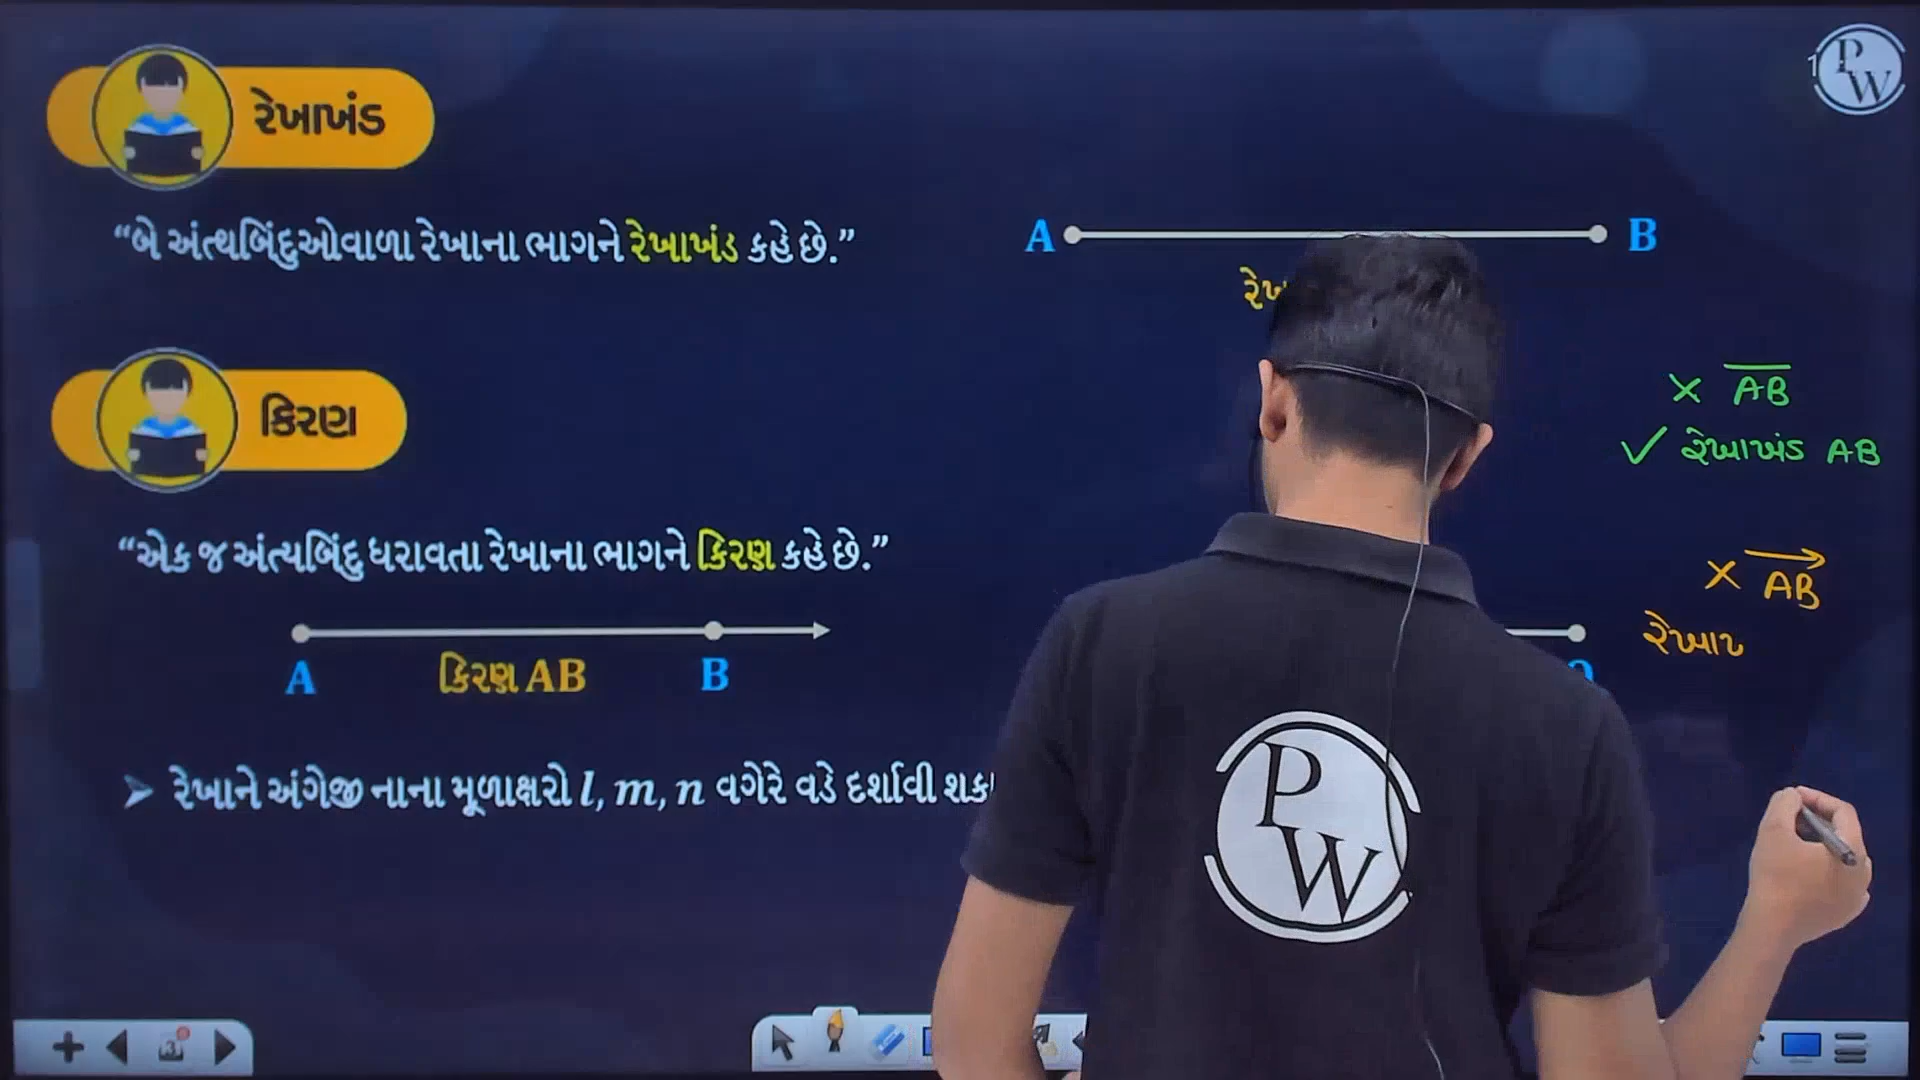 રેખાખંડ
“બે અંત્યબિંદુઓવાળા રેખાના ભાગને રેખાખંડ કહે છે.”
A B
X AB
✓ રેખાખંડ AB
કિરણ
“એક જ અંત્યબિંદુ ધરાવતા રેખાના ભાગને કિરણ કહે છે.”
A કિરણ AB B
X AB
➤ રેખાને અંગ્રેજી નાના મૂળાક્ષરો l, m, n વગેરે વડે દર્શાવી
PW
PW